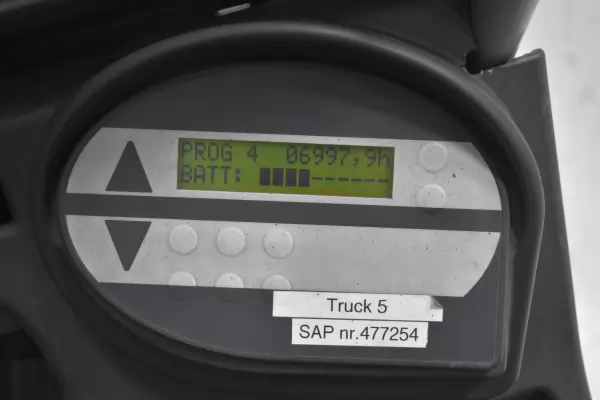 PROG 4 06997,9h
BATT:
Truck 5
SAP nr.477254